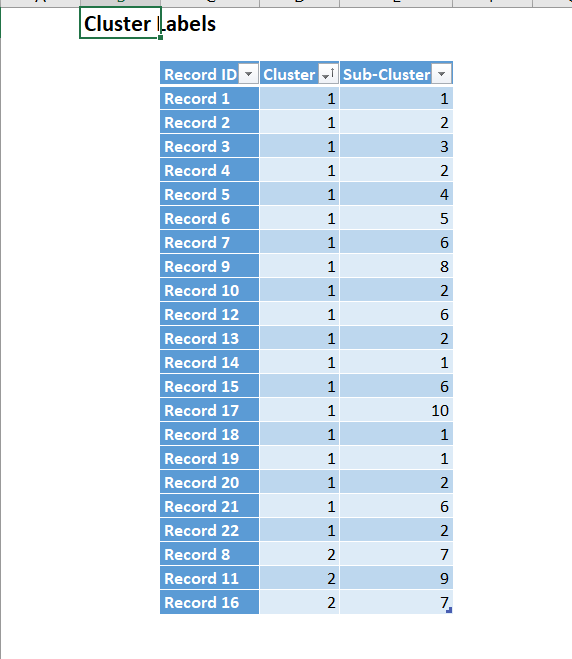 Cluster Labels
Record ID Cluster Sub-Cluster
Record 1 1 1
Record 2 1 2
Record 3 1 3
Record 4 1 2
Record 5 1 4
Record 6 1 5
Record 7 1 6
Record 9 1 8
Record 10 1 2
Record 12 1 6
Record 13 1 2
Record 14 1 1
Record 15 1 6
Record 17 1 10
Record 18 1 1
Record 19 1 1
Record 20 1 2
Record 21 1 6
Record 22 1 2
Record 8 2 7
Record 11 2 9
Record 16 2 7